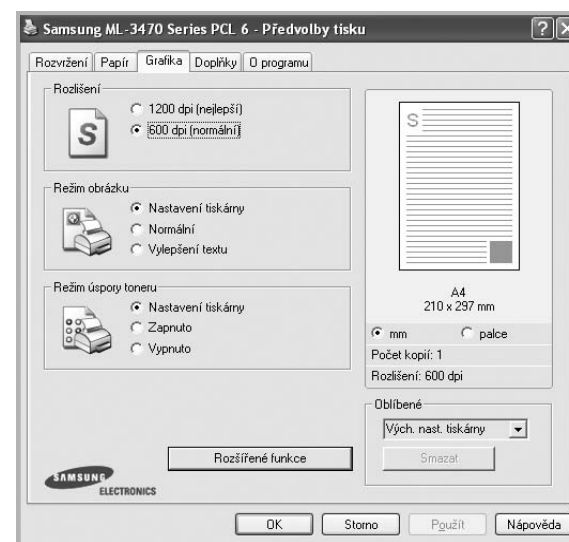 Samsung ML-3470 Series PCL 6 - Předvolby tisku
Rozvržení Papír Grafika Doplňky O programu
Rozlišení
1200 dpi (nejlepší)
600 dpi (normální)
S
Režim obrázku
Nastavení tiskárny
Normální
Vylepšení textu
Režim úspory toneru
Nastavení tiskárny
Zapnuto
Vypnuto
S
A4
210 x 297 mm
mm palce
Počet kopií: 1
Rozlišení: 600 dpi
Oblíbené
Vých. nast. tiskárny
Smazat
Rozšířené funkce
SAMSUNG
ELECTRONICS
OK Storno Použít Nápověda